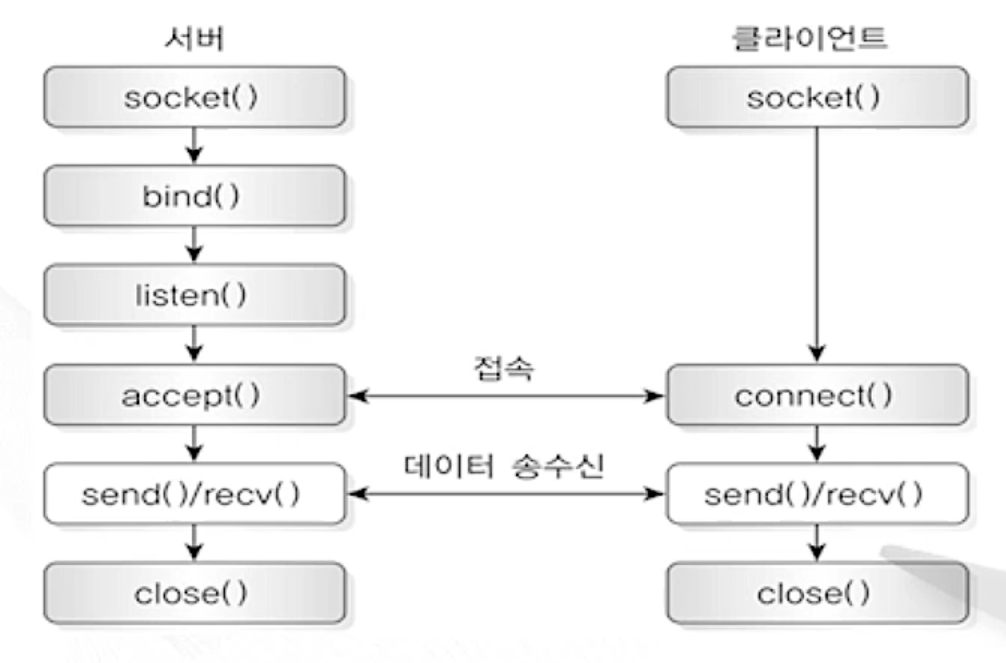 서버
클라이언트
socket()
socket()
bind()
listen()
접속
accept()
connect()
데이터 송수신
send()/recv()
send()/recv()
close()
close()